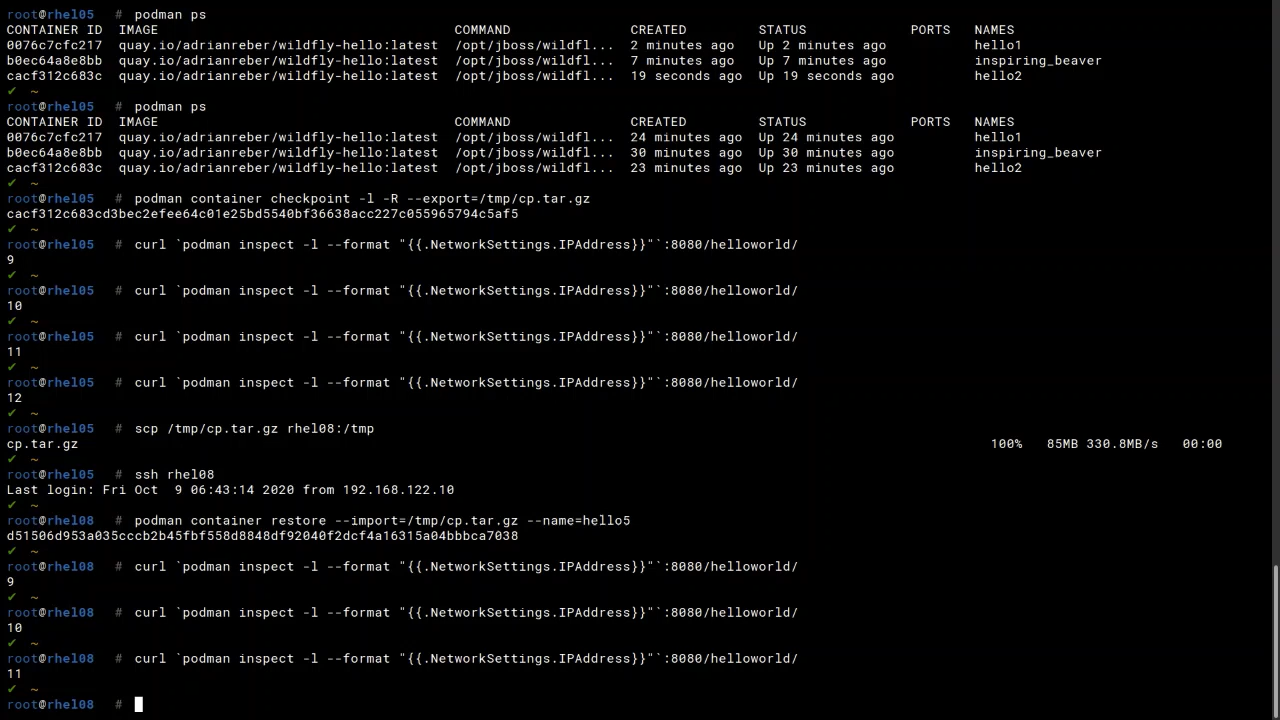 root@rhel05 # podman ps
CONTAINER ID IMAGE COMMAND CREATED STATUS PORTS NAMES
0076c7cfc217 quay.io/adrianreber/wildfly-hello:latest /opt/jboss/wildfl... 2 minutes ago Up 2 minutes ago hello1
b0ec64a8e8bb quay.io/adrianreber/wildfly-hello:latest /opt/jboss/wildfl... 7 minutes ago Up 7 minutes ago inspiring_beaver
cacf312c683c quay.io/adrianreber/wildfly-hello:latest /opt/jboss/wildfl... 19 seconds ago Up 19 seconds ago hello2
✔ ~
root@rhel05 # podman ps
CONTAINER ID IMAGE COMMAND CREATED STATUS PORTS NAMES
0076c7cfc217 quay.io/adrianreber/wildfly-hello:latest /opt/jboss/wildfl... 24 minutes ago Up 24 minutes ago hello1
b0ec64a8e8bb quay.io/adrianreber/wildfly-hello:latest /opt/jboss/wildfl... 30 minutes ago Up 30 minutes ago inspiring_beaver
cacf312c683c quay.io/adrianreber/wildfly-hello:latest /opt/jboss/wildfl... 23 minutes ago Up 23 minutes ago hello2
✔ ~
root@rhel05 # podman container checkpoint -l -R --export=/tmp/cp.tar.gz
cacf312c683cd3bec2efee64c01e25bd5540bf36638acc227c055965794c5af5
✔ ~
root@rhel05 # curl `podman inspect -l --format "{{.NetworkSettings.IPAddress}}"`:8080/helloworld/
9
✔ ~
root@rhel05 # curl `podman inspect -l --format "{{.NetworkSettings.IPAddress}}"`:8080/helloworld/
10
✔ ~
root@rhel05 # curl `podman inspect -l --format "{{.NetworkSettings.IPAddress}}"`:8080/helloworld/
11
✔ ~
root@rhel05 # curl `podman inspect -l --format "{{.NetworkSettings.IPAddress}}"`:8080/helloworld/
12
✔ ~
root@rhel05 # scp /tmp/cp.tar.gz rhel08:/tmp
cp.tar.gz 100% 85MB 330.8MB/s 00:00
✔ ~
root@rhel05 # ssh rhel08
Last login: Fri Oct 9 06:43:14 2020 from 192.168.122.10
✔ ~
root@rhel08 # podman container restore --import=/tmp/cp.tar.gz --name=hello5
d51506d953a035cccb2b45fbf558d8848df92040f2dcf4a16315a04bbbca7038
✔ ~
root@rhel08 # curl `podman inspect -l --format "{{.NetworkSettings.IPAddress}}"`:8080/helloworld/
9
✔ ~
root@rhel08 # curl `podman inspect -l --format "{{.NetworkSettings.IPAddress}}"`:8080/helloworld/
10
✔ ~
root@rhel08 # curl `podman inspect -l --format "{{.NetworkSettings.IPAddress}}"`:8080/helloworld/
11
✔ ~
root@rhel08 #